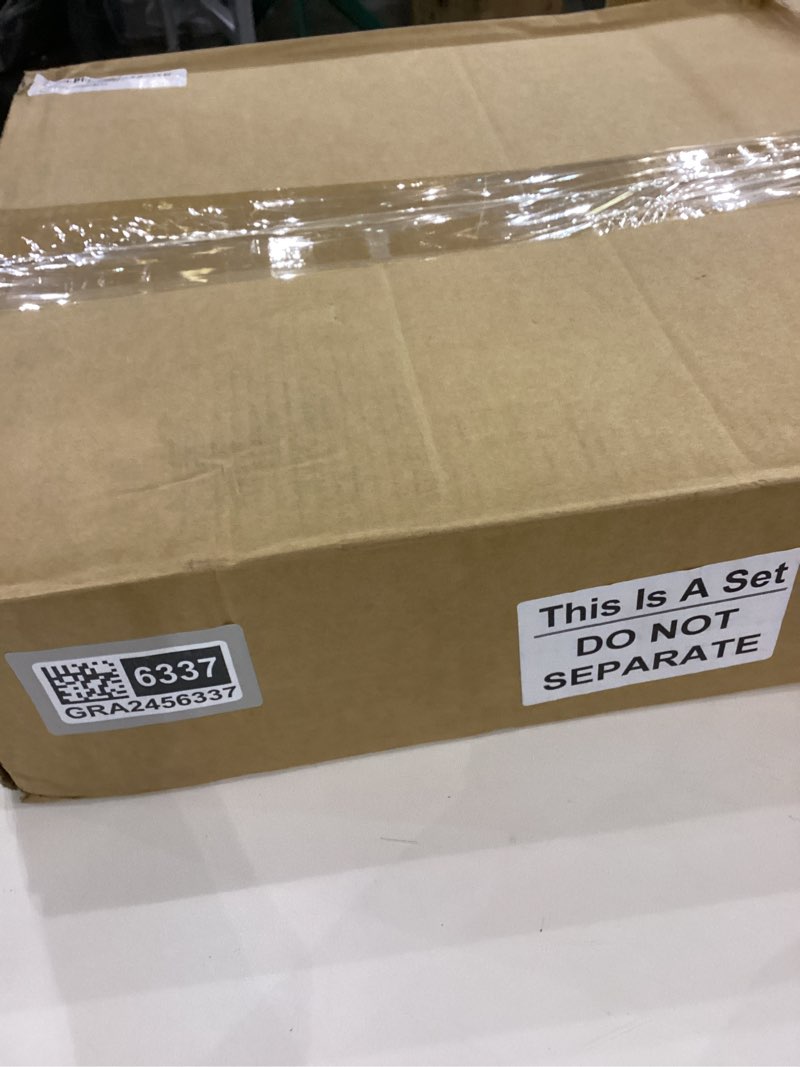 6337
GRA2456337
This Is A Set
DO NOT
SEPARATE